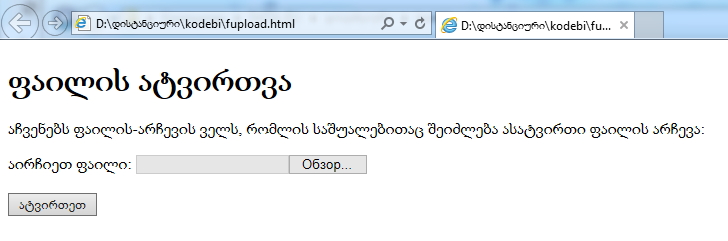 D:\დისტანციური\kodebi\fupload.html
D:\დისტანციური\kodebi\fu...
ფაილის ატვირთვა
აჩვენებს ფაილის-არჩევის ველს, რომლის საშუალებითაც შეიძლება ასატვირთი ფაილის არჩევა:
აირჩიეთ ფაილი: Обзор...
ატვირთეთ